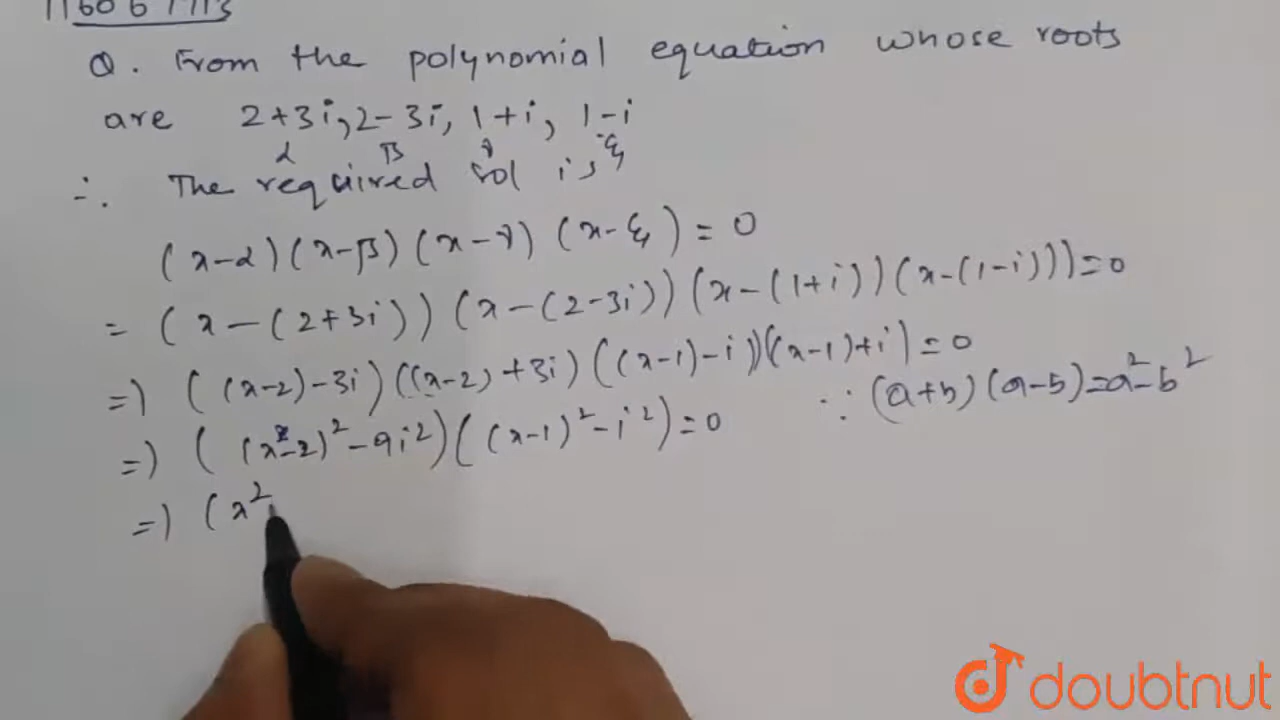 Q. From the polynomial equation whose roots
are 2+3i, 2-3i, 1+i, 1-i
α β γ ξ
∴ The required sol is
(x-α)(x-β)(x-γ)(x-ξ)=0
= (x-(2+3i))(x-(2-3i))(x-(1+i))(x-(1-i)))=0
=) ((x-2)-3i)((x-2)+3i)((x-1)-i)((x-1)+i)=0
∵ (a+b)(a-b)=a²-b²
=) ((x-2)²-9i²)((x-1)²-i²)=0
=) (x²
doubtnut